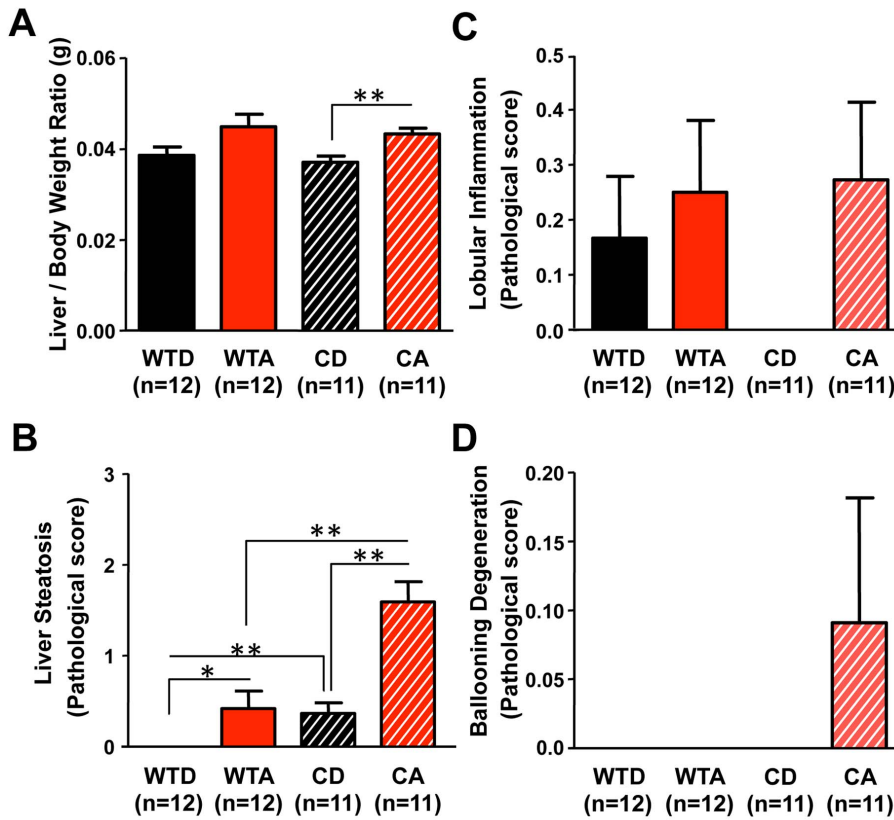 A
Liver / Body Weight Ratio (g)
0.06
0.04
0.02
0.00
**
WTD WTA CD CA
(n=12) (n=12) (n=11) (n=11)
C
Lobular Inflammation
(Pathological score)
0.5
0.4
0.3
0.2
0.1
0.0
WTD WTA CD CA
(n=12) (n=12) (n=11) (n=11)
B
Liver Steatosis
(Pathological score)
3
2
1
0
**
**
**
*
WTD WTA CD CA
(n=12) (n=12) (n=11) (n=11)
D
Ballooning Degeneration
(Pathological score)
0.20
0.15
0.10
0.05
0.0
WTD WTA CD CA
(n=12) (n=12) (n=11) (n=11)